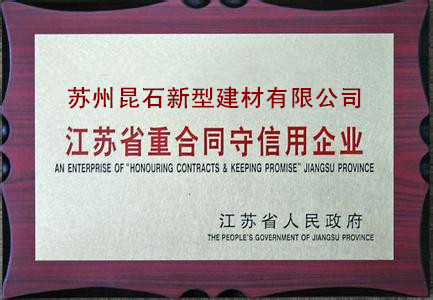 苏州昆石新型建材有限公司
江苏省重合同守信用企业
AN ENTERPRISE OF "HONOURING CONTRACTS & KEEPING PROMISE" JIANGSU PROVINCE
江苏省人民政府
THE PEOPLE'S GOVERNMENT OF JIANGSU PROVINCE